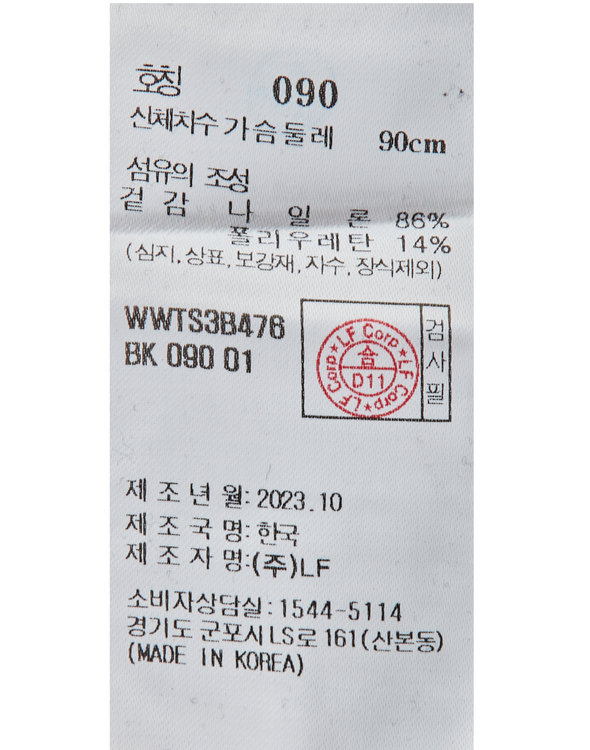 호칭 090
신체치수 가슴둘레 90cm
섬유의 조성
겉감 나일론 86%
폴리우레탄 14%
(심지, 상표, 보강재, 자수, 장식제외)
WWTS3B476
BK 090 01
LF Corp★LF Corp★LF Corp★
合
D11
검사필
제조년월: 2023.10
제조국명: 한국
제조자명:(주)LF
소비자상담실: 1544-5114
경기도 군포시 LS로 161(산본동)
(MADE IN KOREA)